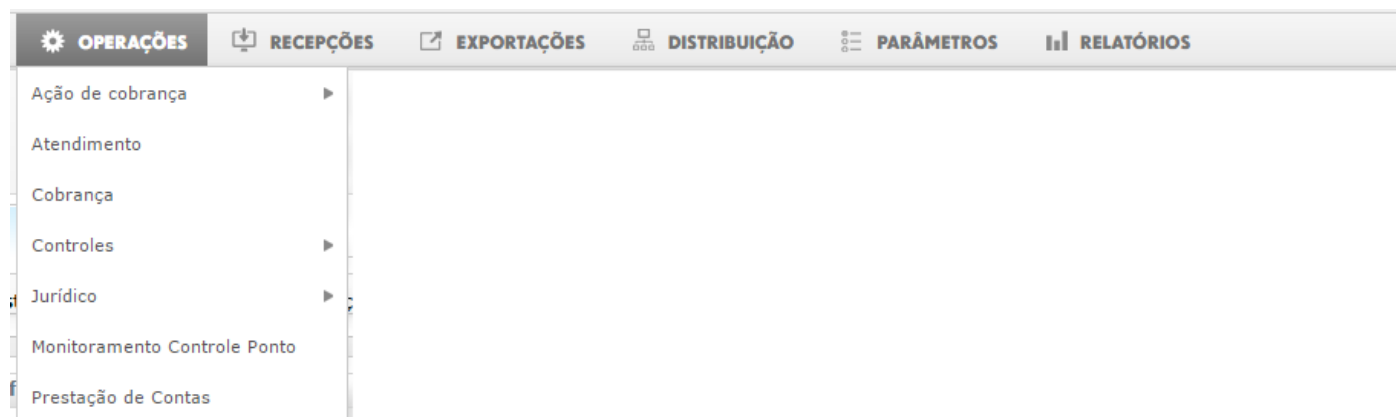 OPERAÇÕES RECEPÇÕES EXPORTAÇÕES DISTRIBUIÇÃO PARÂMETROS RELATÓRIOS
Ação de cobrança
Atendimento
Cobrança
Controles
Jurídico
Monitoramento Controle Ponto
Prestação de Contas